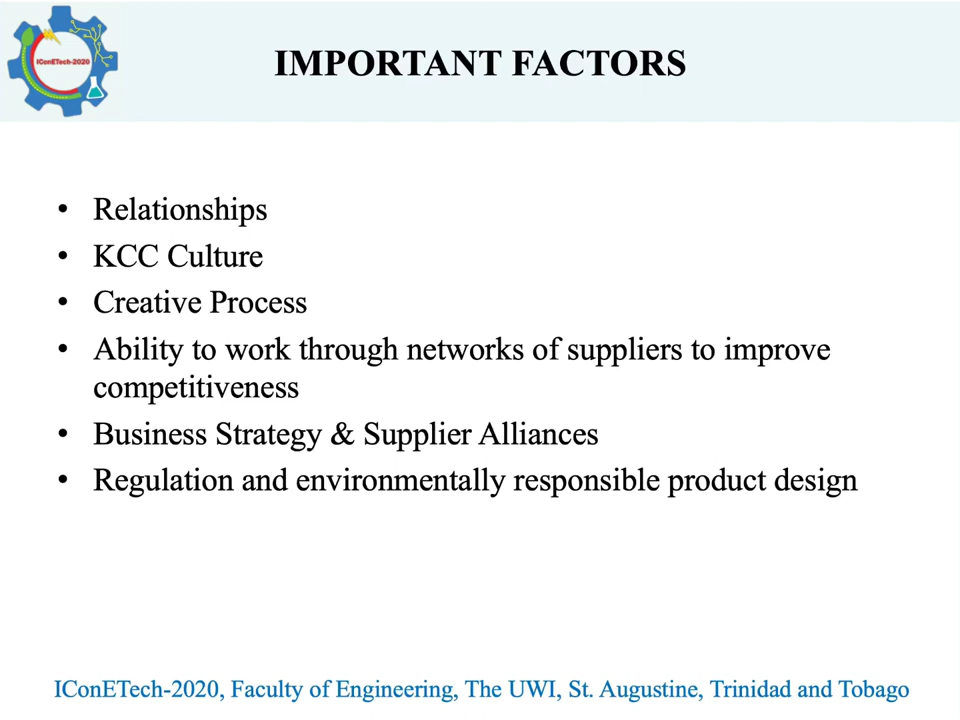 IConETech-2020
IMPORTANT FACTORS
• Relationships
• KCC Culture
• Creative Process
• Ability to work through networks of suppliers to improve
competitiveness
• Business Strategy & Supplier Alliances
• Regulation and environmentally responsible product design
IConETech-2020, Faculty of Engineering, The UWI, St. Augustine, Trinidad and Tobago